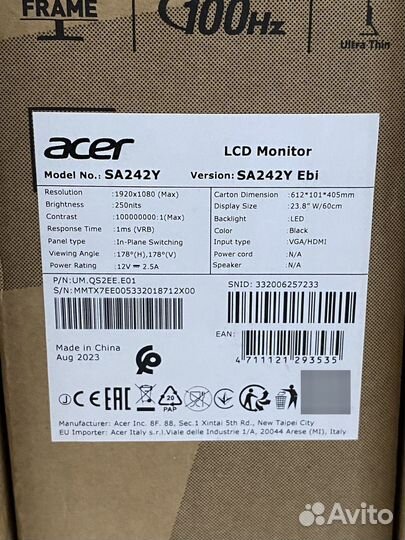 FRAME
100Hz
Ultra Thin
acer
LCD Monitor
Model No.: SA242Y
Version: SA242Y Ebi
Resolution :1920x1080 (Max)
Brightness :250nits
Contrast :100000000:1(Max)
Response Time :1ms (VRB)
Panel type :In-Plane Switching
Viewing Angle :178°(H),178°(V)
Power Rating :12V⎓ 2.5A
Carton Dimension :612*101*405mm
Display Size :23.8" W/60cm
Backlight :LED
Color :Black
Input type :VGA/HDMI
Power cord :N/A
Speaker :N/A
P/N:UM.QS2EE.E01
S/N:MMTX7EE005332018712X00
SNID: 332006257233
EAN:
4 711121 293535
Made in China
Aug 2023
CE EAC
20
PAP
Manufacturer: Acer Inc. 8F. 88, Sec.1 Xintai 5th Rd., New Taipei City
EU Importer: Acer Italy s.r.l.Viale delle Industrie 1/A, 20044 Arese (MI), Italy
Avito